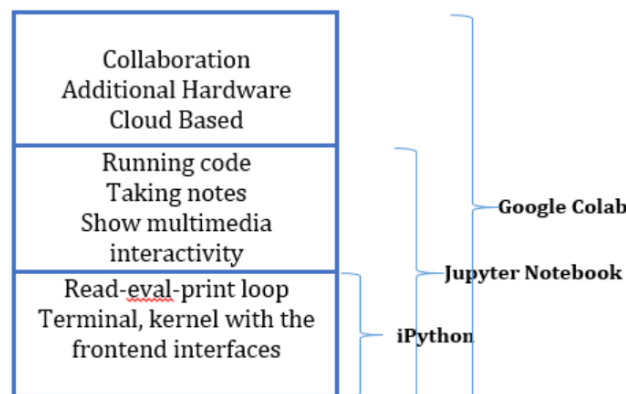 Collaboration
Additional Hardware
Cloud Based
Running code
Taking notes
Show multimedia
interactivity
Read-eval-print loop
Terminal, kernel with the
frontend interfaces
Google Colab
Jupyter Notebook
iPython